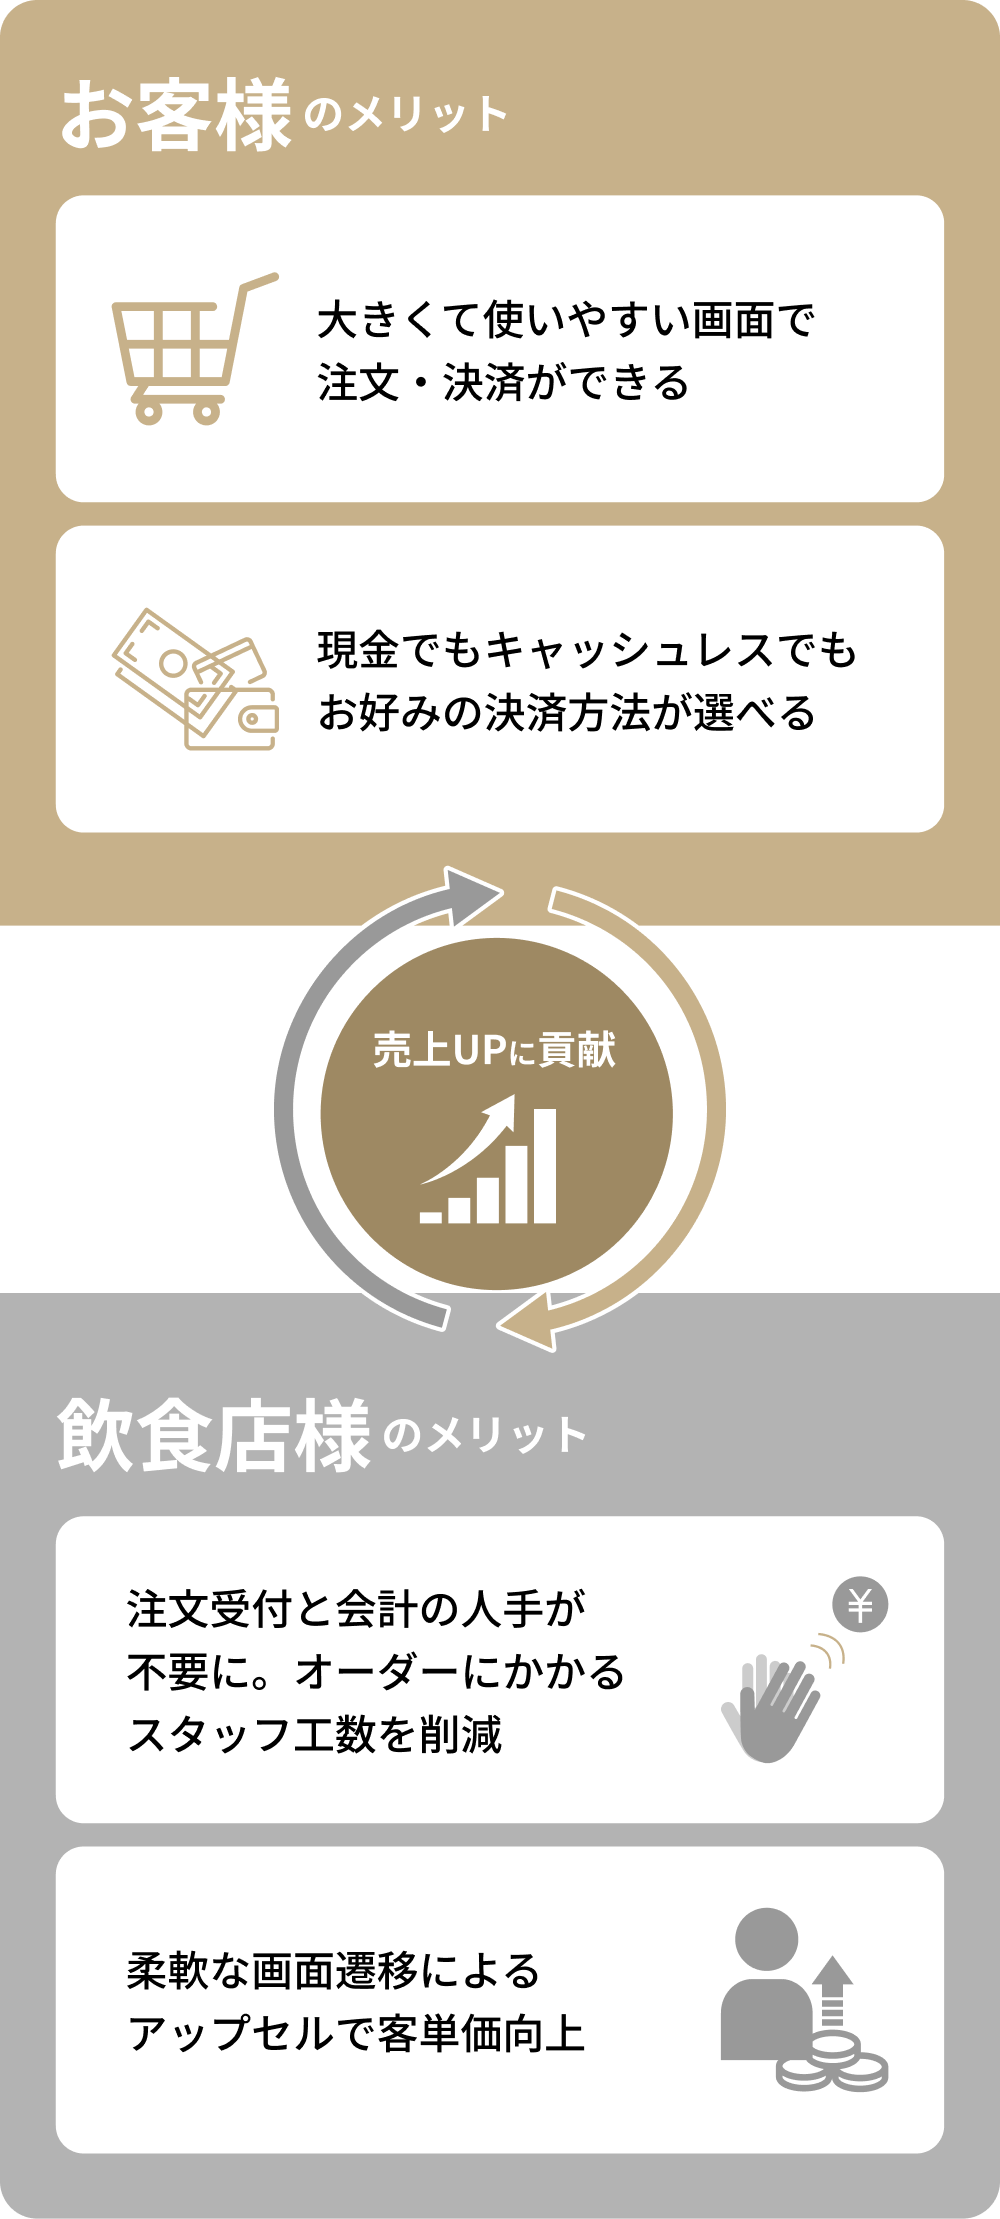 お客様のメリット
大きくて使いやすい画面で
注文・決済ができる
現金でもキャッシュレスでも
お好みの決済方法が選べる
売上UPに貢献
飲食店様のメリット
注文受付と会計の人手が
不要に。オーダーにかかる
スタッフ工数を削減
¥
柔軟な画面遷移による
アップセルで客単価向上